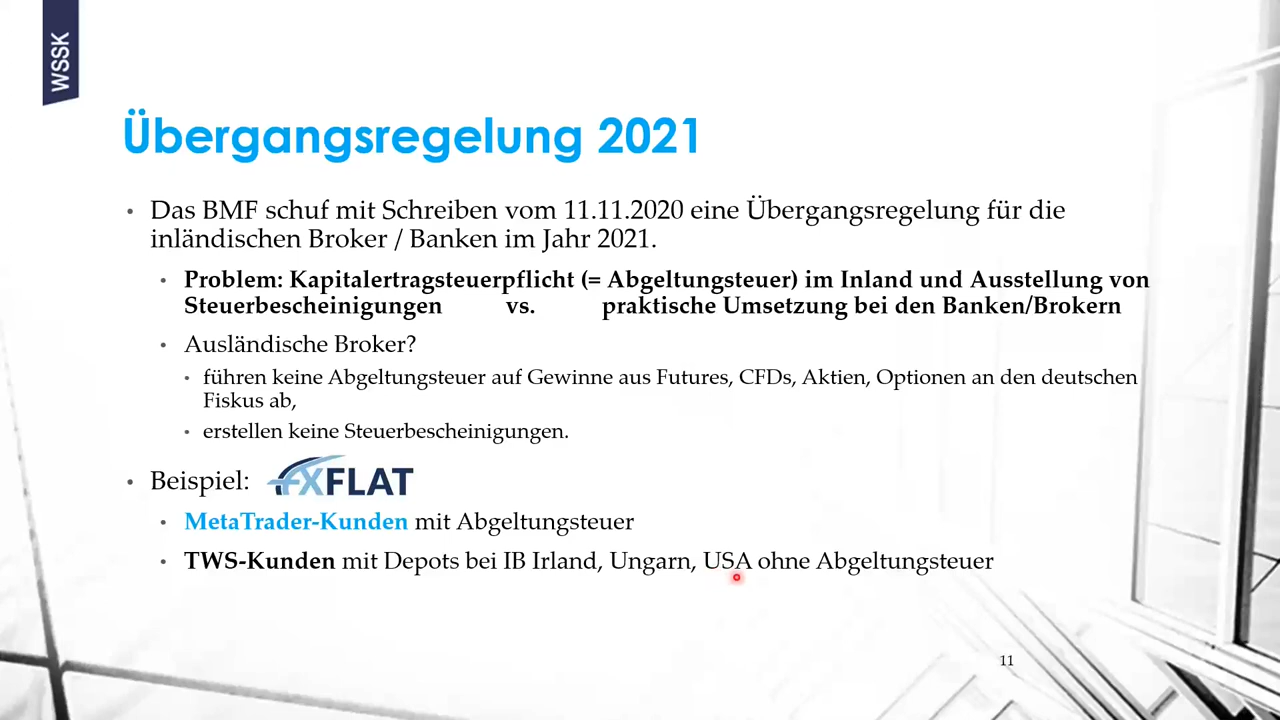 WSSK
Übergangsregelung 2021
• Das BMF schuf mit Schreiben vom 11.11.2020 eine Übergangsregelung für die
inländischen Broker / Banken im Jahr 2021.
• Problem: Kapitalertragsteuerpflicht (= Abgeltungsteuer) im Inland und Ausstellung von
Steuerbescheinigungen vs. praktische Umsetzung bei den Banken/Brokern
• Ausländische Broker?
• führen keine Abgeltungsteuer auf Gewinne aus Futures, CFDs, Aktien, Optionen an den deutschen
Fiskus ab,
• erstellen keine Steuerbescheinigungen.
• Beispiel: FXFLAT
• MetaTrader-Kunden mit Abgeltungsteuer
• TWS-Kunden mit Depots bei IB Irland, Ungarn, USA ohne Abgeltungsteuer
11